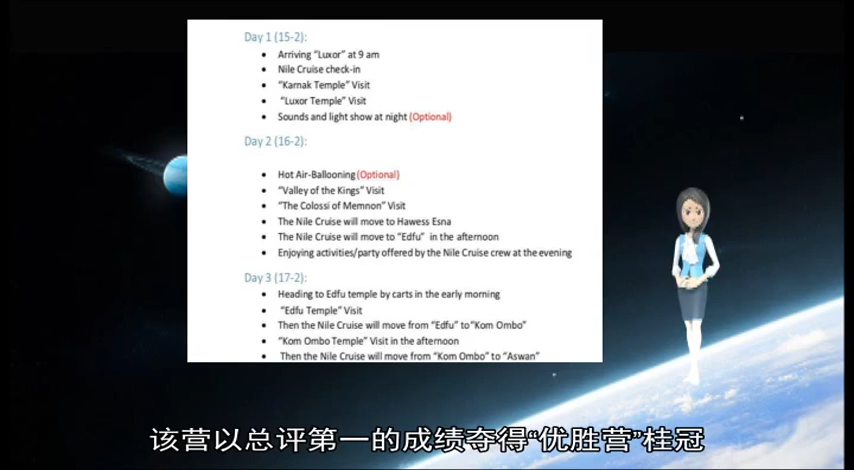 Day 1 (15-2):
• Arriving “Luxor” at 9 am
• Nile Cruise check-in
• “Karnak Temple” Visit
• “Luxor Temple” Visit
• Sounds and light show at night (Optional)
Day 2 (16-2):
• Hot Air-Ballooning (Optional)
• “Valley of the Kings” Visit
• “The Colossi of Memnon” Visit
• The Nile Cruise will move to Hawess Esna
• The Nile Cruise will move to “Edfu” in the afternoon
• Enjoying activities/party offered by the Nile Cruise crew at the evening
Day 3 (17-2):
• Heading to Edfu temple by carts in the early morning
• “Edfu Temple” Visit
• Then the Nile Cruise will move from “Edfu” to “Kom Ombo”
• “Kom Ombo Temple” Visit in the afternoon
• Then the Nile Cruise will move from “Kom Ombo” to “Aswan”
该营以总评第一的成绩夺得“优胜营”桂冠